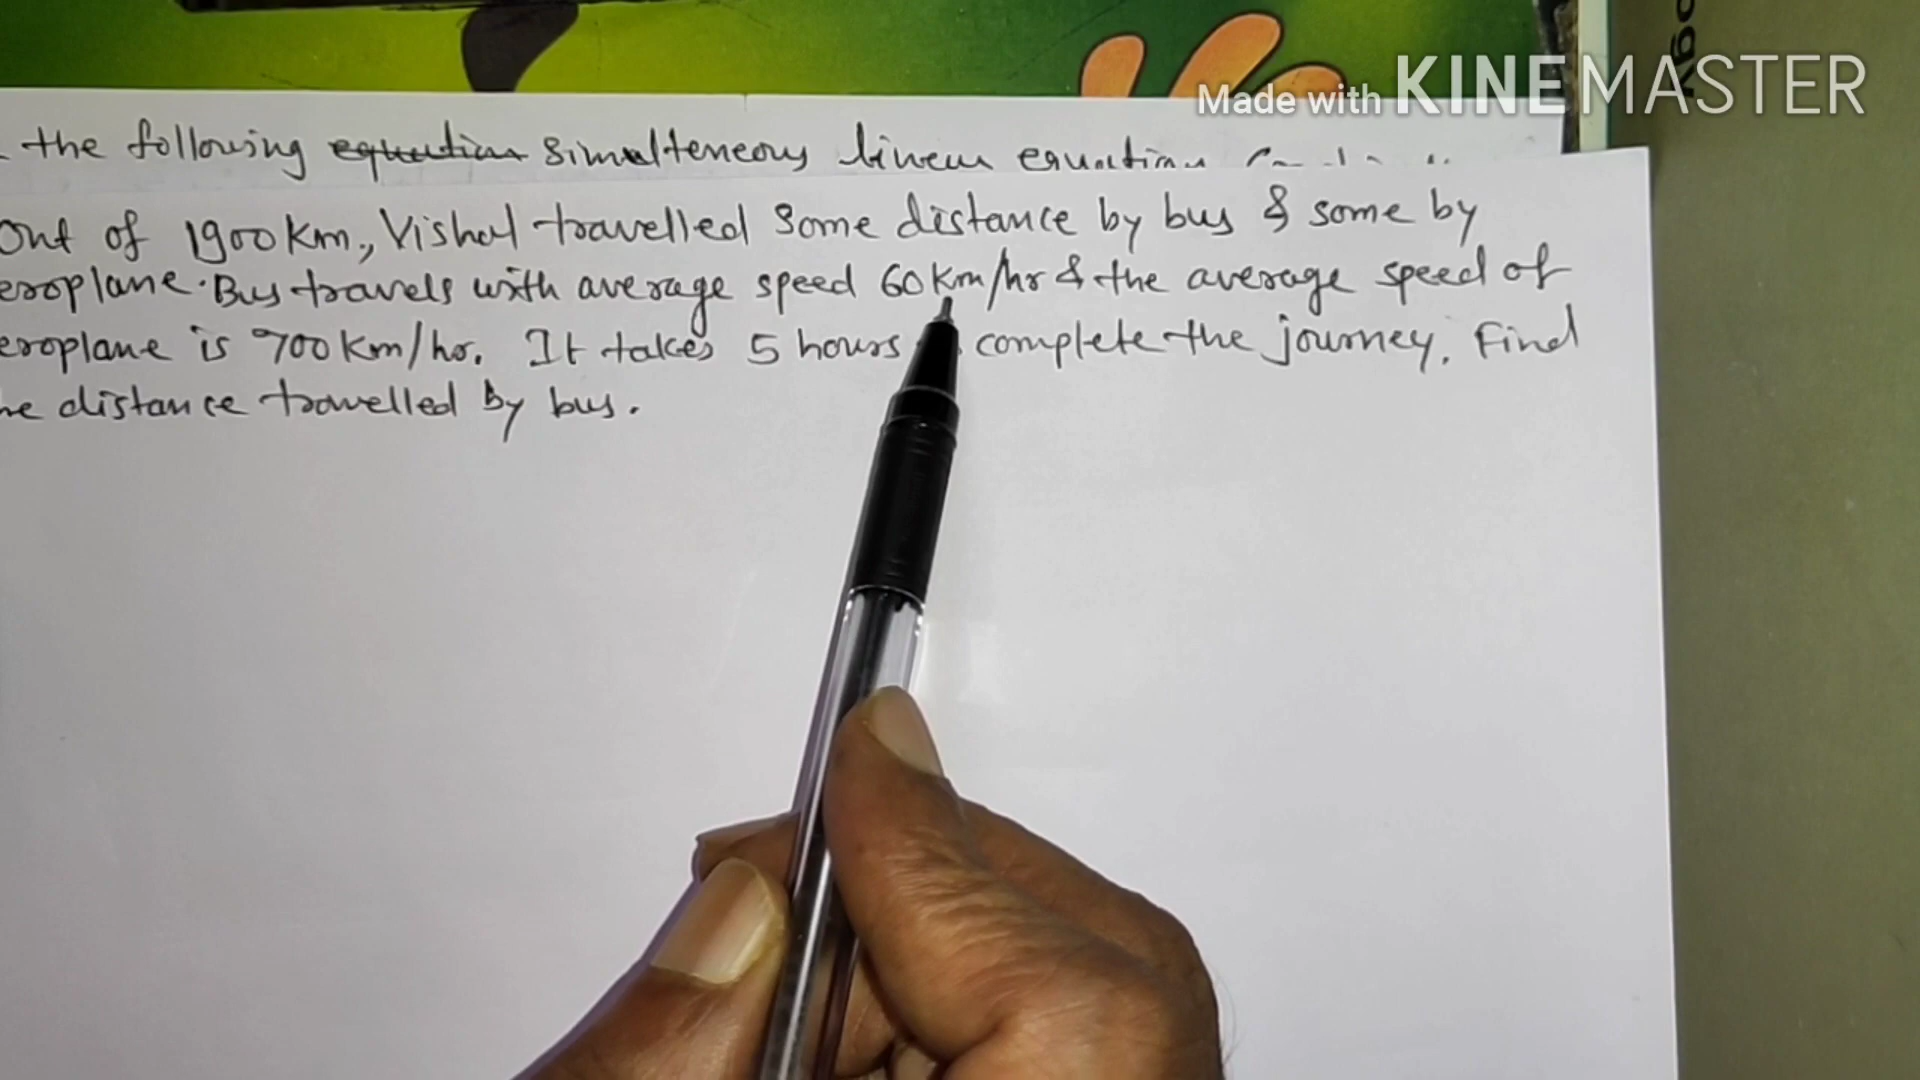 Made with KINEMASTER
the following equation simulteneous linear equation
Out of 1900 Km, Vishal travelled some distance by bus & some by
eroplane. Bus travels with average speed 60 Km/hr & the average speed of
eroplane is 700 Km/hr. It takes 5 hours complete the journey. Find
he distance travelled by bus.